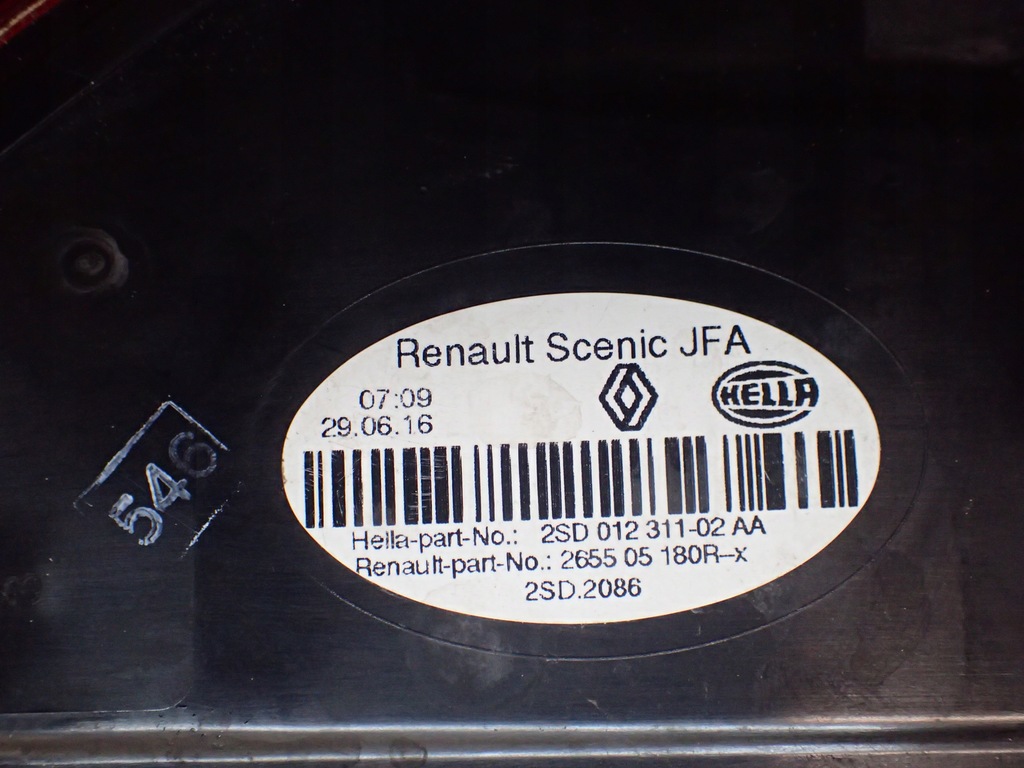 Renault Scenic JFA
07:09
29.06.16
HELLA
Hella-part-No.: 2SD 012 311-02 AA
Renault-part-No.: 2655 05 180R--x
2SD.2086
546